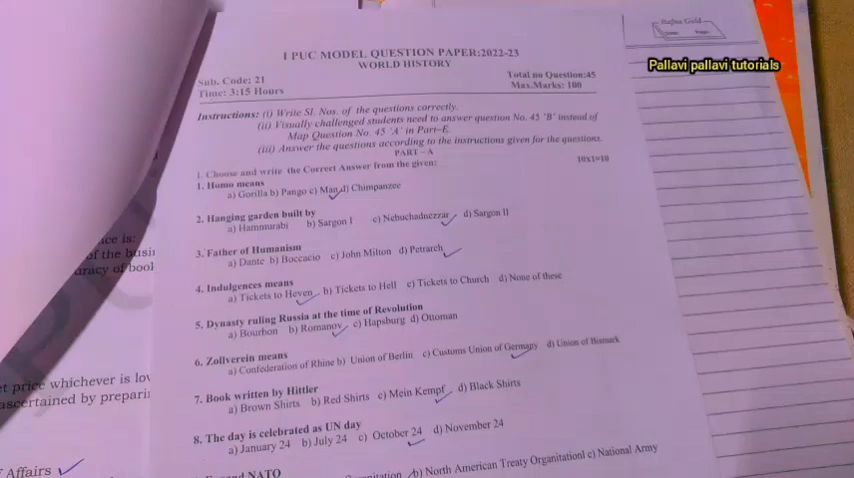 I PUC MODEL QUESTION PAPER:2022-23
WORLD HISTORY
Sub. Code: 21
Total no Question:45
Time: 3:15 Hours
Max.Marks: 100
Instructions: (i) Write Sl. Nos. of the questions correctly.
(ii) Visually challenged students need to answer question No. 45 'B' instead of
Map Question No. 45 'A' in Part-E.
(iii) Answer the questions according to the instructions given for the questions.
PART – A
1. Choose and write the Correct Answer from the given:
10x1=10
1. Homo means
a) Gorilla b) Pango c) Man d) Chimpanzee
2. Hanging garden built by
a) Hammurabi b) Sargon I c) Nebuchadnezzar d) Sargon II
3. Father of Humanism
a) Dante b) Boccacio c) John Milton d) Petrarch
4. Indulgences means
a) Tickets to Heven b) Tickets to Hell c) Tickets to Church d) None of these
5. Dynasty ruling Russia at the time of Revolution
a) Bourbon b) Romanov c) Hapsburg d) Ottoman
6. Zollverein means
a) Confederation of Rhine b) Union of Berlin c) Customs Union of Germany d) Union of
7. Book written by Hittler
a) Brown Shirts b) Red Shirts c) Mein Kempf d) Black Shirts
8. The day is celebrated as UN day
a) January 24 b) July 24 c) October 24 d) November 24
NATO
b) North American Treaty Organitationl c) National Army
Pallavi pallavi tutorials
ice is:
of the busi
uracy of book
et price whichever is lov
ascertained by prepari
Affairs